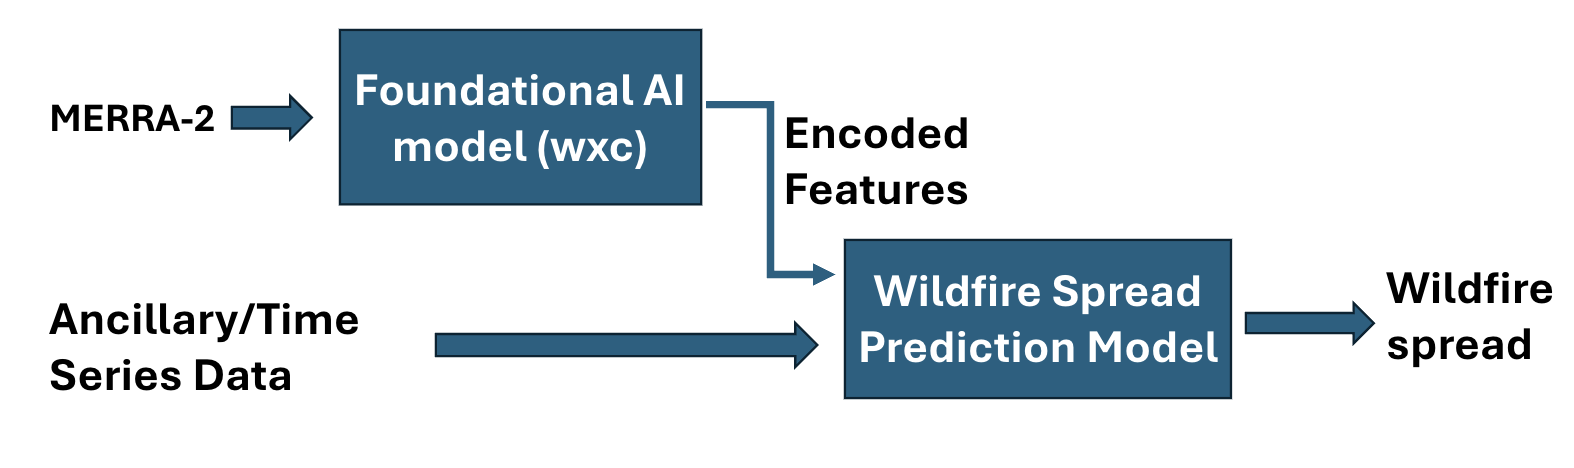 MERRA-2
Foundational AI
model (wxc)
Encoded
Features
Ancillary/Time
Series Data
Wildfire Spread
Prediction Model
Wildfire
spread